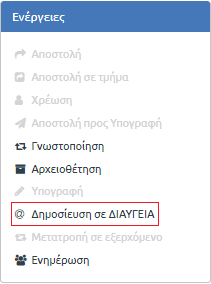 Ενέργειες
Αποστολή
Αποστολή σε τμήμα
Χρέωση
Αποστολή προς Υπογραφή
Γνωστοποίηση
Αρχειοθέτηση
Υπογραφή
@ Δημοσίευση σε ΔΙΑΥΓΕΙΑ
Μετατροπή σε εξερχόμενο
Ενημέρωση